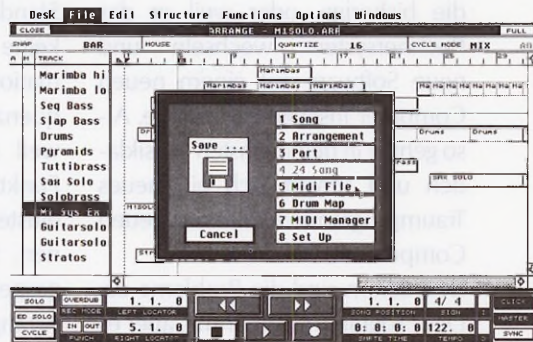 Desk File Edit Structure Functions Options Windows
CLOSE ARRANGE - MISOLO.ARR FULL
SNAP BAR HOUSE QUANTIZE 16 CYCLE MODE MIX
A M TRACK
Marimba hi
Marimba lo
Seq Bass
Slap Bass
Drums
Pyramids
Tuttibrass
Sax Solo
Solobrass
Mi Sys Ex
Guitarsolo
Guitarsolo
Stratos
Marimbas
Marimbas Marimbas
Drums Drums
SAX SOLO
Save ...
Cancel
1 Song
2 Arrangement
3 Part
4 24 Song
5 Midi File
6 Drum Map
7 MIDI Manager
8 Set Up
SOLO OVERDUB 1. 1. 0 1. 1. 0 4/ 4 CLICK
REC MODE LEFT LOCATOR SONG POSITION SIGN MASTER
ED SOLO
CYCLE IN OUT 5. 1. 0 0: 0: 0: 0 122. 0 SYNC
PUNCH RIGHT LOCATOR SMPTE TIME TEMPO